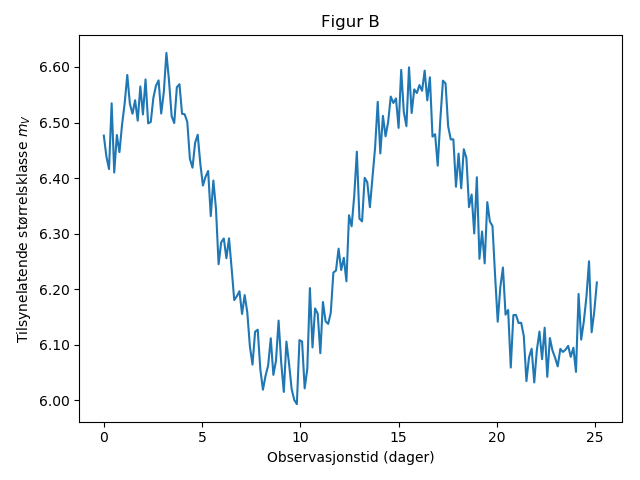 Figur B
Tilsynelatende størrelsesklasse $m_V$
6.60
6.50
6.40
6.30
6.20
6.10
6.00
0 5 10 15 20 25
Observasjonstid (dager)